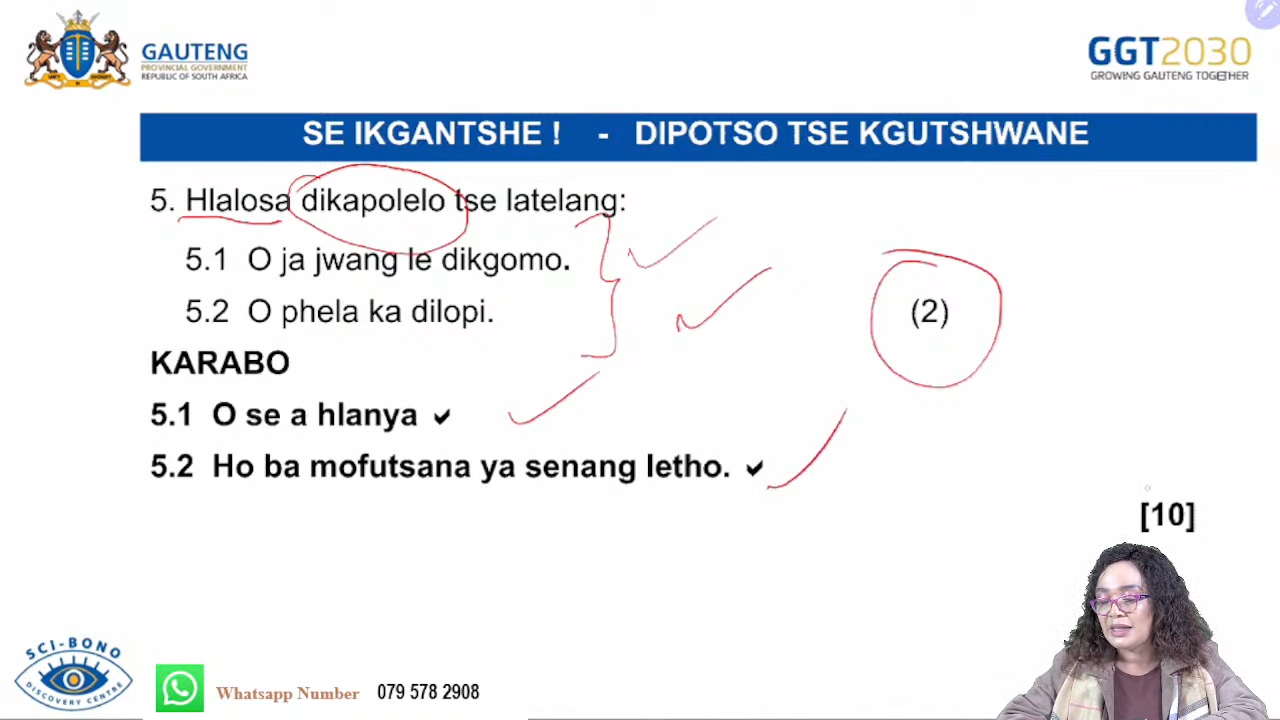 GAUTENG
PROVINCIAL GOVERNMENT
REPUBLIC OF SOUTH AFRICA
GGT2030
GROWING GAUTENG TOGETHER
SE IKGANTSHE ! - DIPOTSO TSE KGUTSHWANE
5. Hlalosa dikapolelo tse latelang:
5.1 O ja jwang le dikgomo.
5.2 O phela ka dilopi.
(2)
KARABO
5.1 O se a hlanya ✔
5.2 Ho ba mofutsana ya senang letho. ✔
[10]
SCI-BONO
DISCOVERY CENTRE
Whatsapp Number 079 578 2908